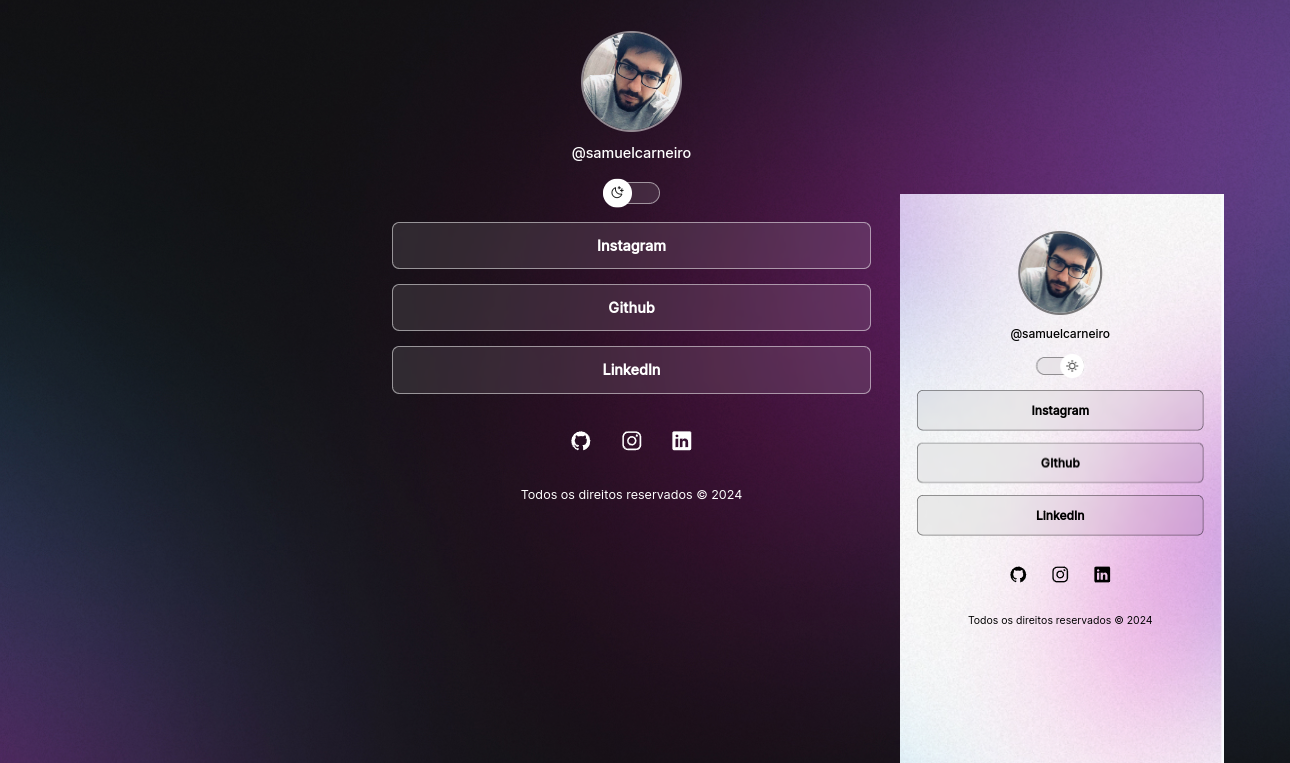 @samuelcarneiro
Instagram
Github
LinkedIn
Todos os direitos reservados © 2024
@samuelcarneiro
Instagram
Github
LinkedIn
Todos os direitos reservados © 2024